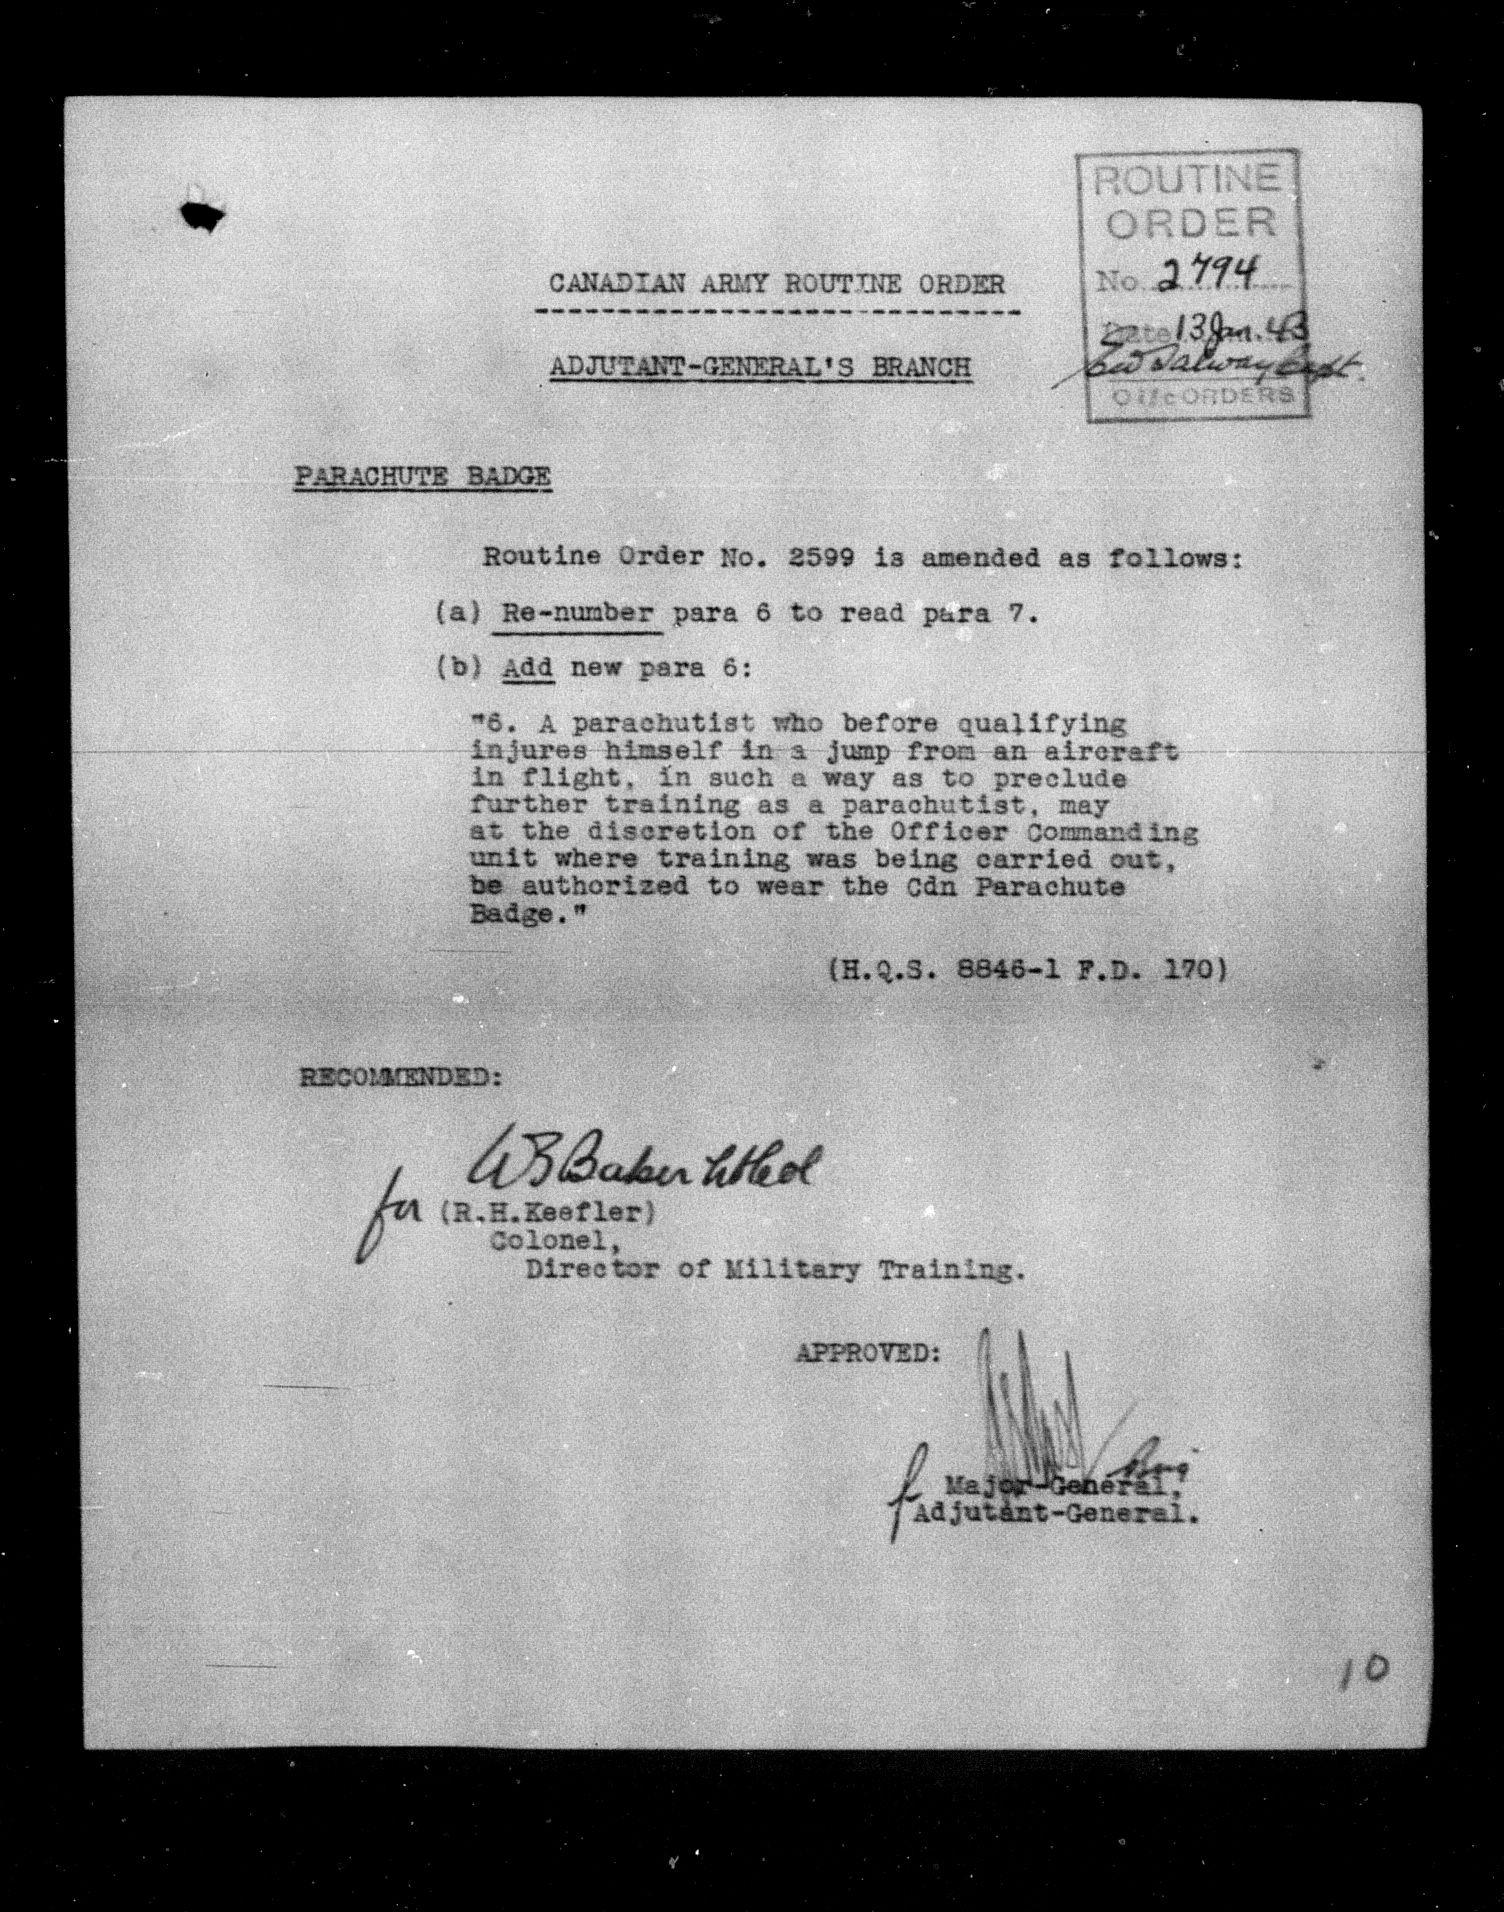 ROUTINE
ORDER
No. 2794
Date 13 Jan. 43
Capt.
O i/c ORDERS
CANADIAN ARMY ROUTINE ORDER
ADJUTANT-GENERAL'S BRANCH
PARACHUTE BADGE
Routine Order No. 2599 is amended as follows:
(a) Re-number para 6 to read para 7.
(b) Add new para 6:
"6. A parachutist who before qualifying
injures himself in a jump from an aircraft
in flight, in such a way as to preclude
further training as a parachutist, may
at the discretion of the Officer Commanding
unit where training was being carried out,
be authorized to wear the Cdn Parachute
Badge."
(H.Q.S. 8846-1 F.D. 170)
RECOMMENDED:
Baker
for (R.H.Keefler)
Colonel,
Director of Military Training.
APPROVED:
Major-General,
Adjutant-General.
10